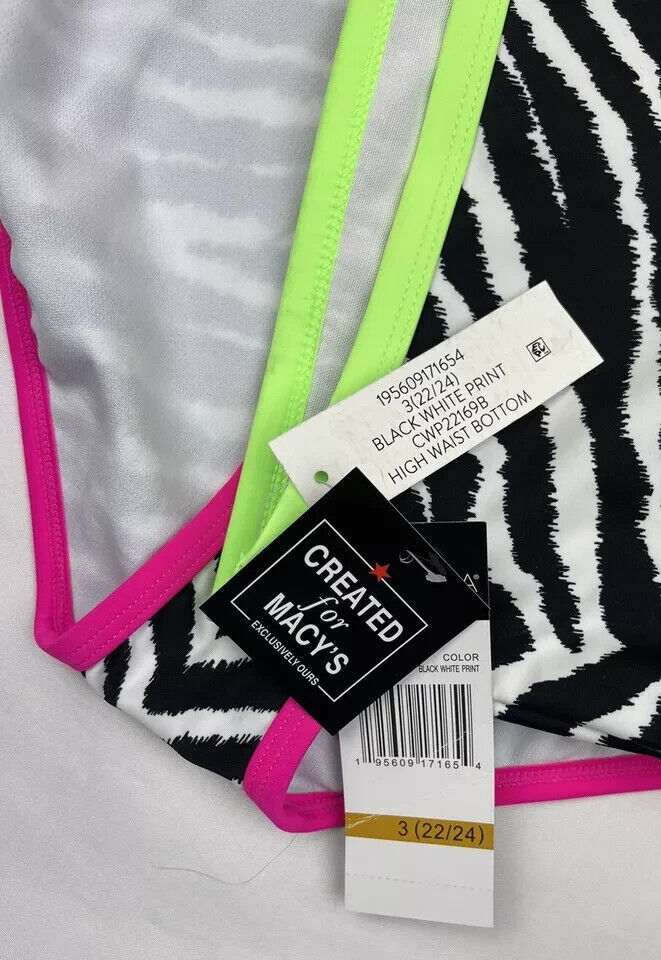 195609171654
3(22/24)
BLACK WHITE PRINT
CWP22169B
HIGH WAIST BOTTOM
CREATED
for
MACY'S
EXCLUSIVELY OURS
A®
COLOR
BLACK WHITE PRINT
1 95609 17165 4
3 (22/24)